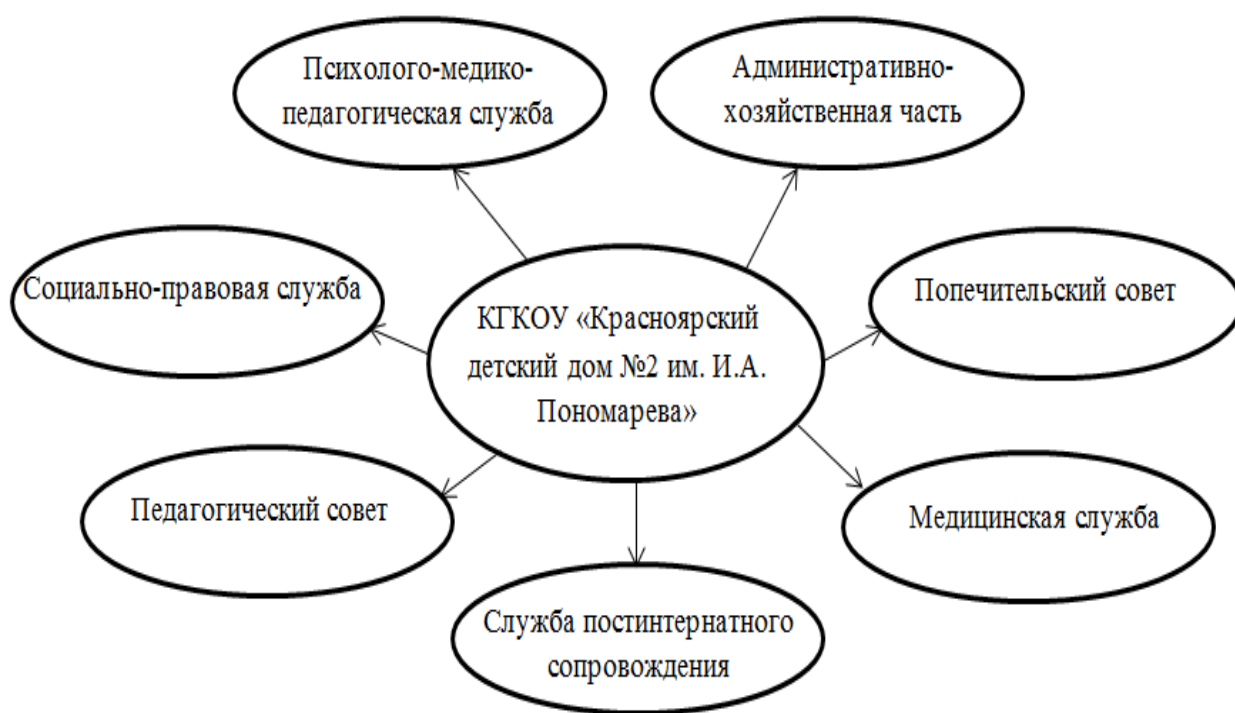 Психолого-медико-
педагогическая служба
Административно-
хозяйственная часть
Социально-правовая служба
КГКОУ «Красноярский
детский дом №2 им. И.А.
Пономарева»
Попечительский совет
Педагогический совет
Медицинская служба
Служба постинтернатного
сопровождения